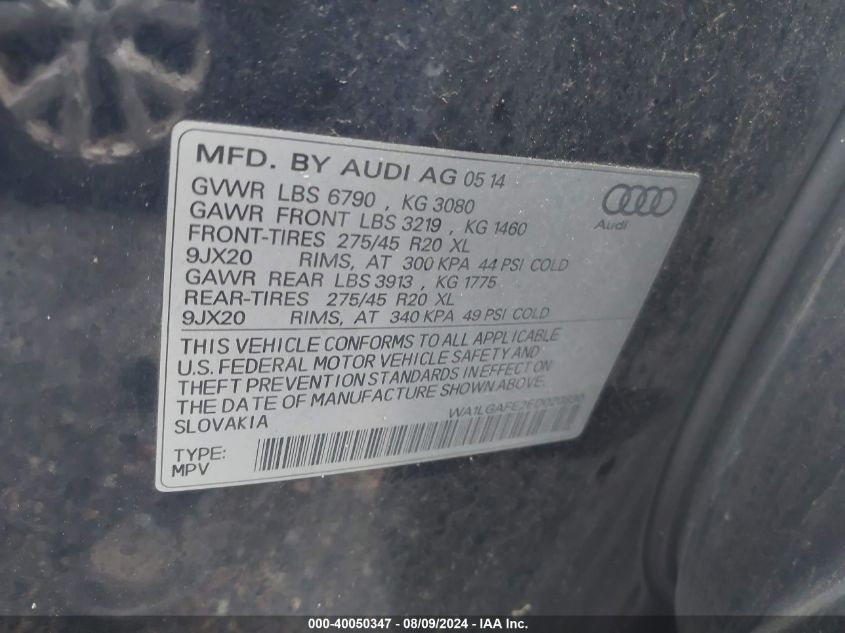 MFD. BY AUDI AG 05 14
GVWR LBS 6790 , KG 3080
GAWR FRONT LBS 3219 , KG 1460
FRONT-TIRES 275/45 R20 XL
9JX20 RIMS, AT 300 KPA 44 PSI COLD
GAWR REAR LBS 3913 , KG 1775
REAR-TIRES 275/45 R20 XL
9JX20 RIMS, AT 340 KPA 49 PSI COLD
Audi
THIS VEHICLE CONFORMS TO ALL APPLICABLE
U.S. FEDERAL MOTOR VEHICLE SAFETY AND
THEFT PREVENTION STANDARDS IN EFFECT ON
THE DATE OF MANUFACTURE SHOWN ABOVE.
SLOVAKIA
TYPE:
MPV
000-40050347 - 08/09/2024 - IAA Inc.